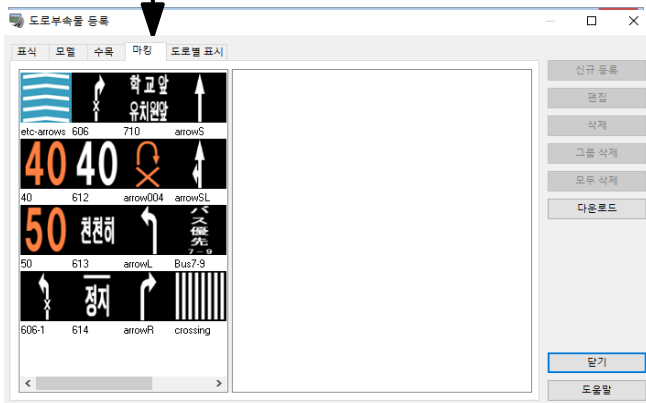 도로부속물 등록
표식 모델 수목 마킹 도로별 표시
신규 등록
편집
삭제
그룹 삭제
모두 삭제
다운로드
학교앞
유치원앞
etc-arrows 606 710 arrowS
40 40
40 612 arrow004 arrowSL
50 천천히 バス優先 7-9
50 613 arrowL Bus7-9
정지
606-1 614 arrowR crossing
닫기
도움말